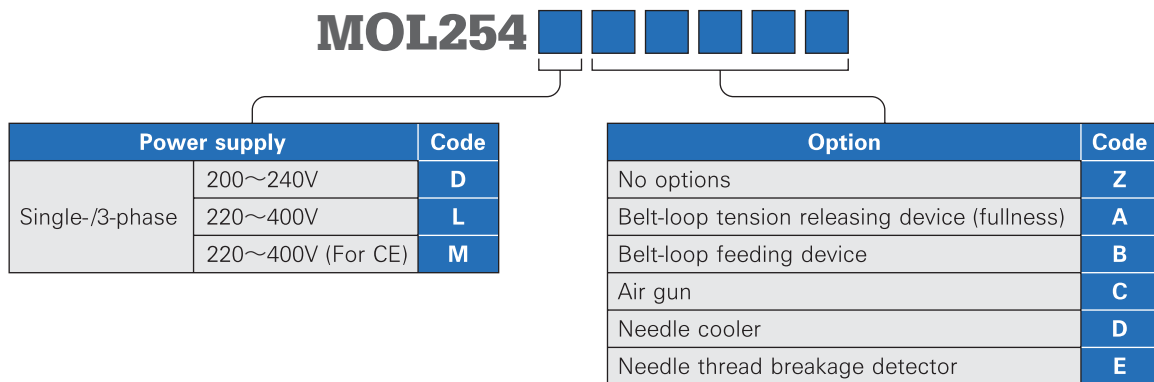 MOL254
Power supply Code
Single-/3-phase
200～240V D
220～400V L
220～400V (For CE) M
Option Code
No options Z
Belt-loop tension releasing device (fullness) A
Belt-loop feeding device B
Air gun C
Needle cooler D
Needle thread breakage detector E